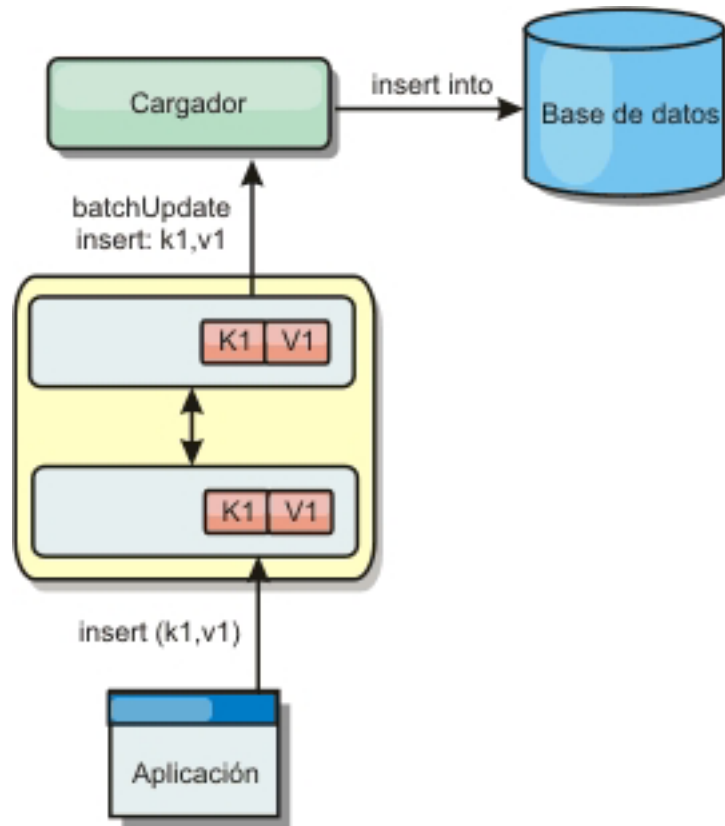 Cargador
insert into
Base de datos
batchUpdate
insert: k1,v1
K1 V1
K1 V1
insert (k1,v1)
Aplicación